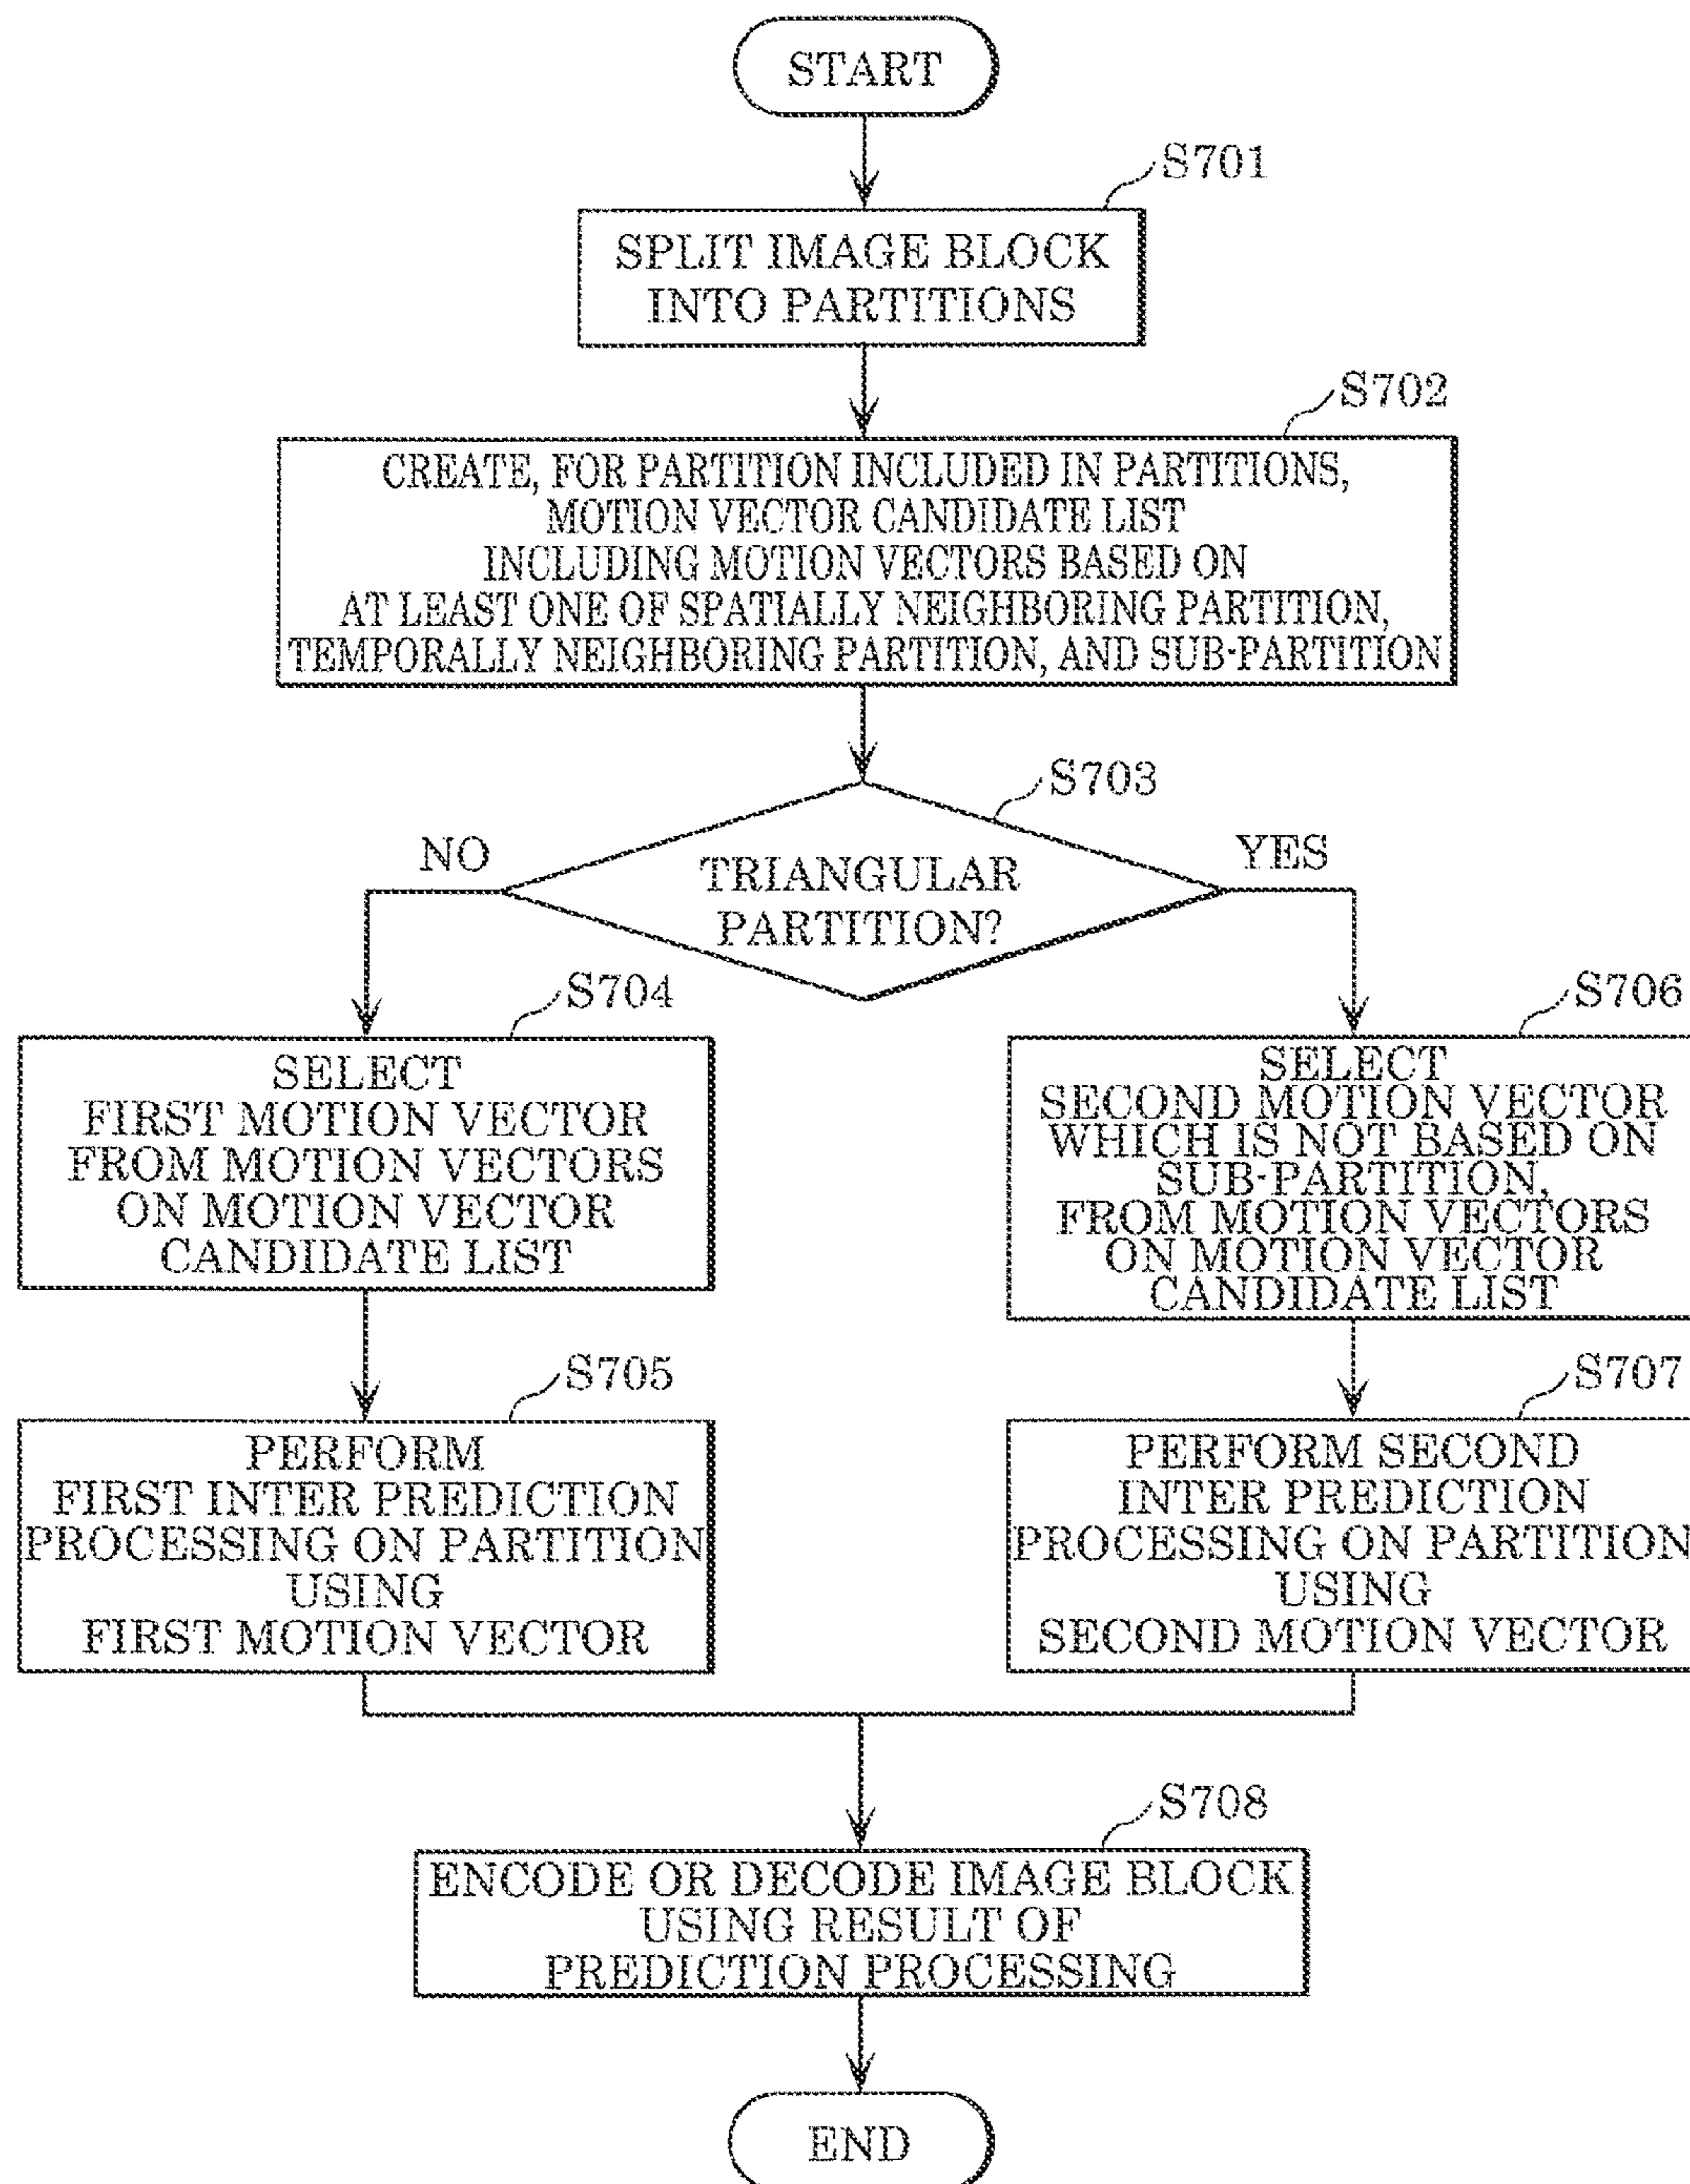 START
S701
SPLIT IMAGE BLOCK
INTO PARTITIONS
S702
CREATE, FOR PARTITION INCLUDED IN PARTITIONS,
MOTION VECTOR CANDIDATE LIST
INCLUDING MOTION VECTORS BASED ON
AT LEAST ONE OF SPATIALLY NEIGHBORING PARTITION,
TEMPORALLY NEIGHBORING PARTITION, AND SUB-PARTITION
S703
NO
YES
TRIANGULAR
PARTITION?
S704
SELECT
FIRST MOTION VECTOR
FROM MOTION VECTORS
ON MOTION VECTOR
CANDIDATE LIST
S706
SELECT
SECOND MOTION VECTOR
WHICH IS NOT BASED ON
SUB-PARTITION,
FROM MOTION VECTORS
ON MOTION VECTOR
CANDIDATE LIST
S705
PERFORM
FIRST INTER PREDICTION
PROCESSING ON PARTITION
USING
FIRST MOTION VECTOR
S707
PERFORM SECOND
INTER PREDICTION
PROCESSING ON PARTITION
USING
SECOND MOTION VECTOR
S708
ENCODE OR DECODE IMAGE BLOCK
USING RESULT OF
PREDICTION PROCESSING
END